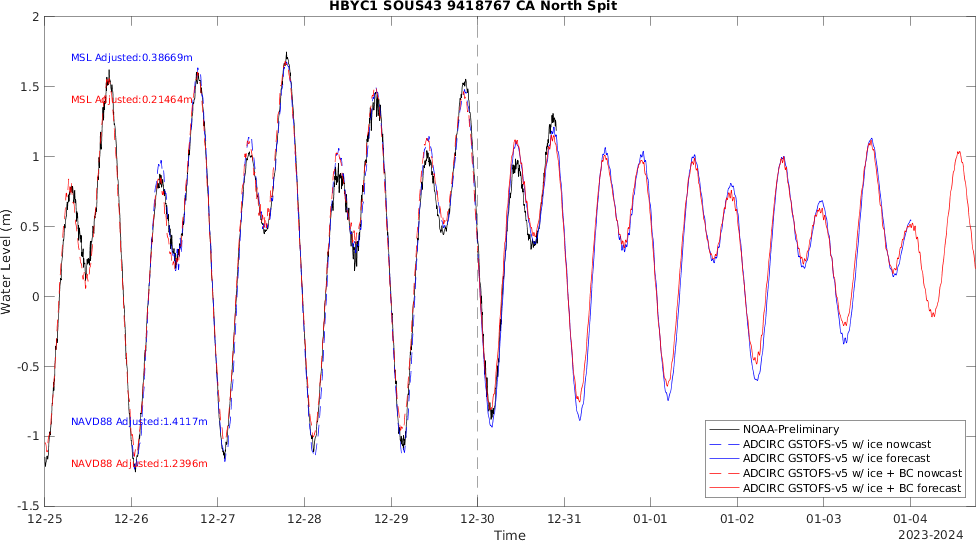 HBYC1 SOUS43 9418767 CA North Spit
MSL Adjusted:0.38669m
MSL Adjusted:0.21464m
NAVD88 Adjusted:1.4117m
NAVD88 Adjusted:1.2396m
Water Level (m)
2
1.5
1
0.5
0
-0.5
-1
-1.5
12-25 12-26 12-27 12-28 12-29 12-30 12-31 01-01 01-02 01-03 01-04
Time
2023-2024
NOAA-Preliminary
ADCIRC GSTOFS-v5 w/ ice nowcast
ADCIRC GSTOFS-v5 w/ ice forecast
ADCIRC GSTOFS-v5 w/ ice + BC nowcast
ADCIRC GSTOFS-v5 w/ ice + BC forecast